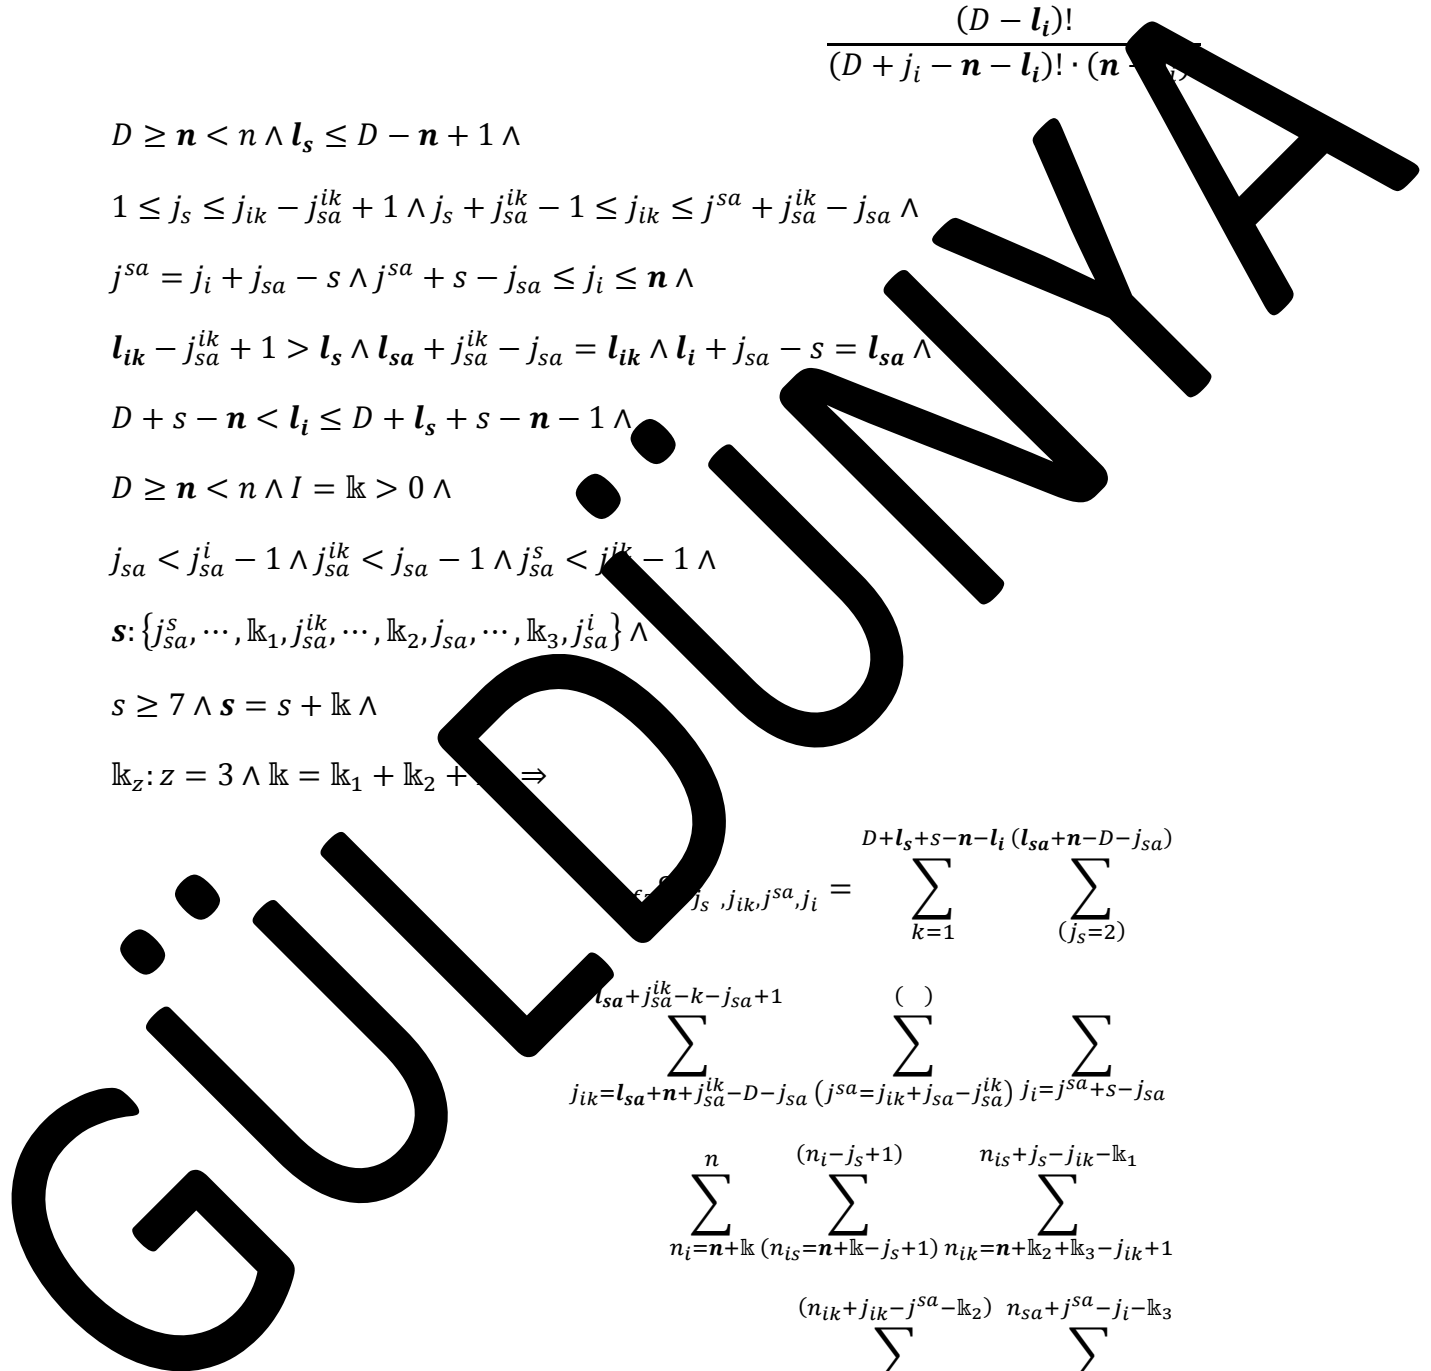 (D − l_i)!
(D + j_i − n − l_i)! · (n −
D ≥ n < n ∧ l_s ≤ D − n + 1 ∧
1 ≤ j_s ≤ j_ik − j_sa^ik + 1 ∧ j_s + j_sa^ik − 1 ≤ j_ik ≤ j^sa + j_sa^ik − j_sa ∧
j^sa = j_i + j_sa − s ∧ j^sa + s − j_sa ≤ j_i ≤ n ∧
l_ik − j_sa^ik + 1 > l_s ∧ l_sa + j_sa^ik − j_sa = l_ik ∧ l_i + j_sa − s = l_sa ∧
D + s − n < l_i ≤ D + l_s + s − n − 1 ∧
D ≥ n < n ∧ I = 𝕜 > 0 ∧
j_sa < j_sa^i − 1 ∧ j_sa^ik < j_sa − 1 ∧ j_sa^s < j^ik − 1 ∧
s: {j_sa^s, ⋯, 𝕜_1, j_sa^ik, ⋯, 𝕜_2, j_sa, ⋯, 𝕜_3, j_sa^i} ∧
s ≥ 7 ∧ s = s + 𝕜 ∧
𝕜_z: z = 3 ∧ 𝕜 = 𝕜_1 + 𝕜_2 + ⇒
D+l_s+s−n−l_i (l_sa+n−D−j_sa)
j_s ,j_ik,j^sa,j_i = ∑ ∑
k=1 (j_s=2)
l_sa+j_sa^ik−k−j_sa+1 ( )
∑ ∑ ∑
j_ik=l_sa+n+j_sa^ik−D−j_sa (j^sa=j_ik+j_sa−j_sa^ik) j_i=j^sa+s−j_sa
n (n_i−j_s+1) n_is+j_s−j_ik−𝕜_1
∑ ∑ ∑
n_i=n+𝕜 (n_is=n+𝕜−j_s+1) n_ik=n+𝕜_2+𝕜_3−j_ik+1
(n_ik+j_ik−j^sa−𝕜_2) n_sa+j^sa−j_i−𝕜_3
∑ ∑
GÜLDÜNYA